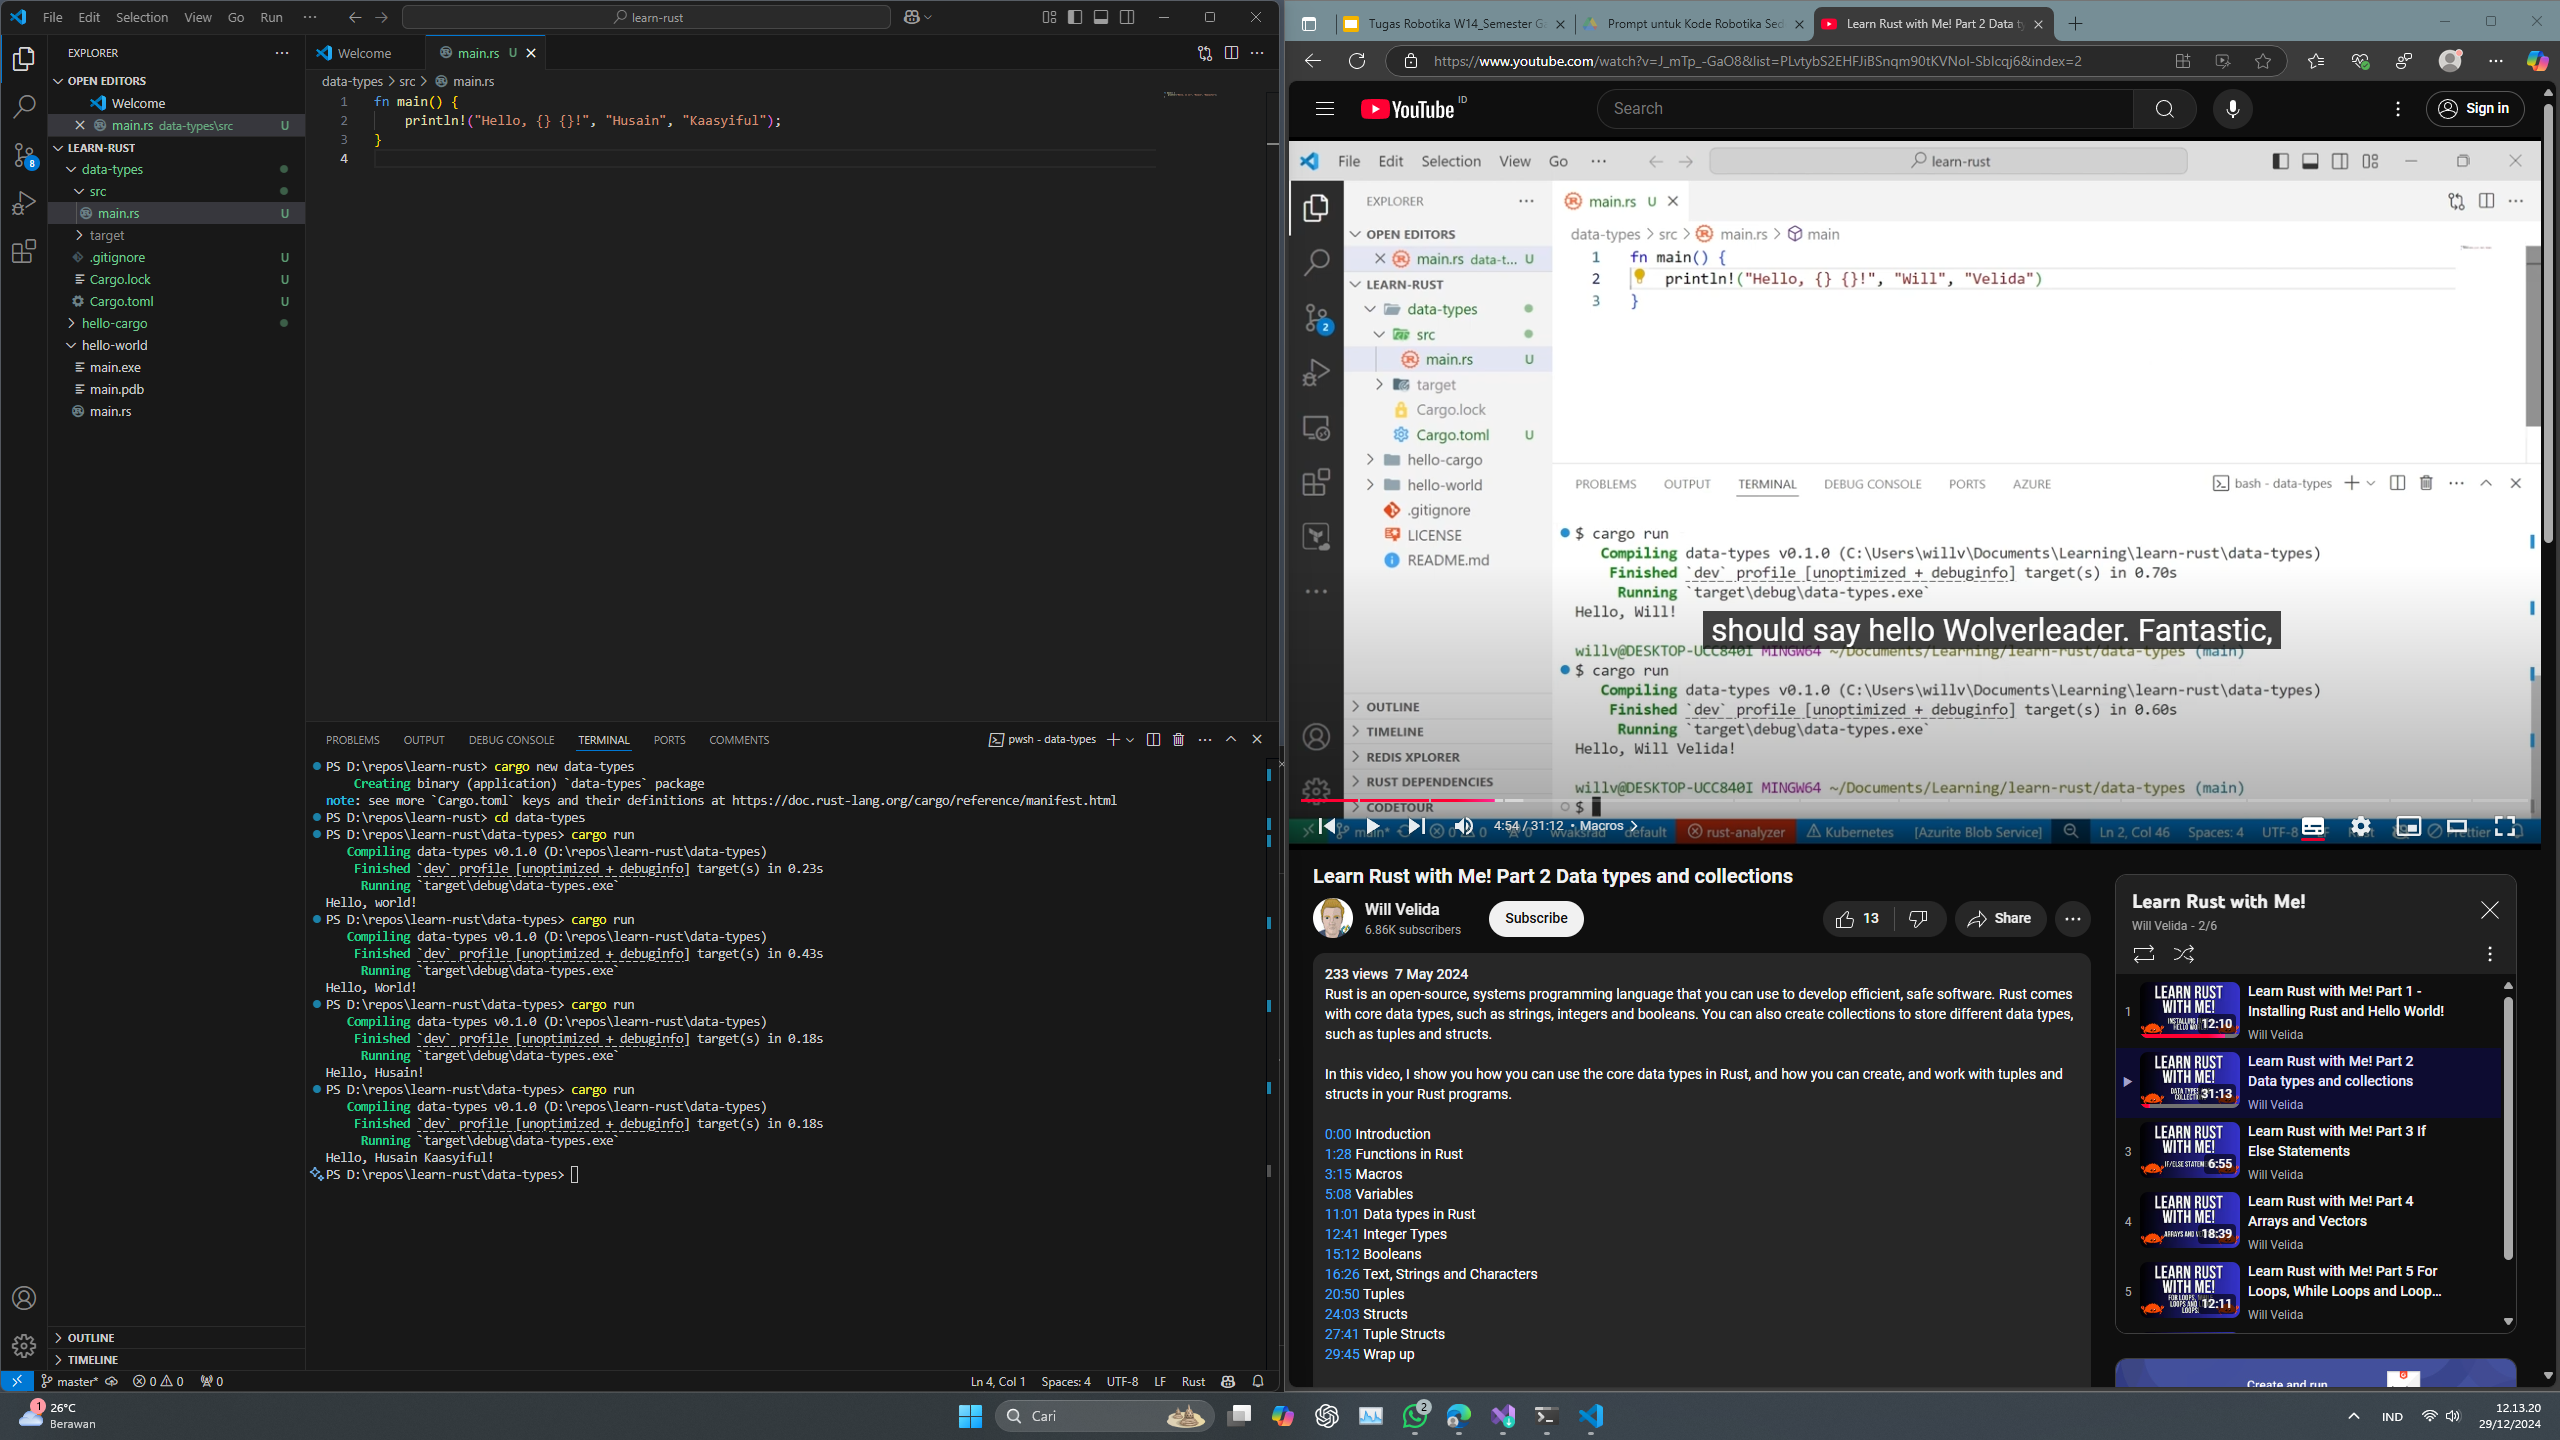 File Edit Selection View Go Run ··· learn-rust
EXPLORER
OPEN EDITORS
Welcome
main.rs data-types\src U
LEARN-RUST
data-types
src
main.rs U
target
.gitignore U
Cargo.lock U
Cargo.toml U
hello-cargo
hello-world
main.exe
main.pdb
main.rs
OUTLINE
TIMELINE
8
Welcome main.rs U
data-types > src > main.rs
1 fn main() {
2 println!("Hello, {} {}!", "Husain", "Kaasyiful");
3 }
4
PROBLEMS OUTPUT DEBUG CONSOLE TERMINAL PORTS COMMENTS pwsh - data-types
PS D:\repos\learn-rust> cargo new data-types
Creating binary (application) `data-types` package
note: see more `Cargo.toml` keys and their definitions at https://doc.rust-lang.org/cargo/reference/manifest.html
PS D:\repos\learn-rust> cd data-types
PS D:\repos\learn-rust\data-types> cargo run
Compiling data-types v0.1.0 (D:\repos\learn-rust\data-types)
Finished `dev` profile [unoptimized + debuginfo] target(s) in 0.23s
Running `target\debug\data-types.exe`
Hello, world!
PS D:\repos\learn-rust\data-types> cargo run
Compiling data-types v0.1.0 (D:\repos\learn-rust\data-types)
Finished `dev` profile [unoptimized + debuginfo] target(s) in 0.43s
Running `target\debug\data-types.exe`
Hello, World!
PS D:\repos\learn-rust\data-types> cargo run
Compiling data-types v0.1.0 (D:\repos\learn-rust\data-types)
Finished `dev` profile [unoptimized + debuginfo] target(s) in 0.18s
Running `target\debug\data-types.exe`
Hello, Husain!
PS D:\repos\learn-rust\data-types> cargo run
Compiling data-types v0.1.0 (D:\repos\learn-rust\data-types)
Finished `dev` profile [unoptimized + debuginfo] target(s) in 0.18s
Running `target\debug\data-types.exe`
Hello, Husain Kaasyiful!
PS D:\repos\learn-rust\data-types>
master* 0 0 0 Ln 4, Col 1 Spaces: 4 UTF-8 LF Rust
Tugas Robotika W14_Semester Ga Prompt untuk Kode Robotika Sed Learn Rust with Me! Part 2 Data ty
https://www.youtube.com/watch?v=J_mTp_-GaO8&list=PLvtybS2EHFJiBSnqm90tKVNol-Sblcqj6&index=2
YouTube ID Search Sign in
File Edit Selection View Go ··· learn-rust
EXPLORER
OPEN EDITORS
main.rs data-t... U
LEARN-RUST
data-types
src
main.rs U
target
Cargo.lock
Cargo.toml U
hello-cargo
hello-world
.gitignore
LICENSE
README.md
OUTLINE
TIMELINE
REDIS XPLORER
RUST DEPENDENCIES
CODETOUR
2
main.rs U
data-types > src > main.rs > main
1 fn main() {
2 println!("Hello, {} {}!", "Will", "Velida")
3 }
PROBLEMS OUTPUT TERMINAL DEBUG CONSOLE PORTS AZURE bash - data-types
$ cargo run
Compiling data-types v0.1.0 (C:\Users\willv\Documents\Learning\learn-rust\data-types)
Finished `dev` profile [unoptimized + debuginfo] target(s) in 0.70s
Running `target\debug\data-types.exe`
Hello, Will!
should say hello Wolverleader. Fantastic,
willv@DESKTOP-UCC840I MINGW64 ~/Documents/Learning/learn-rust/data-types (main)
$ cargo run
Compiling data-types v0.1.0 (C:\Users\willv\Documents\Learning\learn-rust\data-types)
Finished `dev` profile [unoptimized + debuginfo] target(s) in 0.60s
Running `target\debug\data-types.exe`
Hello, Will Velida!
willv@DESKTOP-UCC840I MINGW64 ~/Documents/Learning/learn-rust/data-types (main)
$
4:54 / 31:12 • Macros
main* 0 0 default rust-analyzer Kubernetes [Azurite Blob Service] Ln 2, Col 46 Spaces: 4 UTF-8 Prettier
Learn Rust with Me! Part 2 Data types and collections
Will Velida
6.86K subscribers
Subscribe 13 Share
233 views 7 May 2024
Rust is an open-source, systems programming language that you can use to develop efficient, safe software. Rust comes
with core data types, such as strings, integers and booleans. You can also create collections to store different data types,
such as tuples and structs.
In this video, I show you how you can use the core data types in Rust, and how you can create, and work with tuples and
structs in your Rust programs.
0:00 Introduction
1:28 Functions in Rust
3:15 Macros
5:08 Variables
11:01 Data types in Rust
12:41 Integer Types
15:12 Booleans
16:26 Text, Strings and Characters
20:50 Tuples
24:03 Structs
27:41 Tuple Structs
29:45 Wrap up
Learn Rust with Me!
Will Velida - 2/6
1 LEARN RUST WITH ME! 12:10
Learn Rust with Me! Part 1 -
Installing Rust and Hello World!
Will Velida
LEARN RUST WITH ME! 31:13
Learn Rust with Me! Part 2
Data types and collections
Will Velida
3 LEARN RUST WITH ME! 6:55
Learn Rust with Me! Part 3 If
Else Statements
Will Velida
4 LEARN RUST WITH ME! 18:39
Learn Rust with Me! Part 4
Arrays and Vectors
Will Velida
5 LEARN RUST WITH ME! 12:11
Learn Rust with Me! Part 5 For
Loops, While Loops and Loop...
Will Velida
Create and run
1 26°C
Berawan
Cari
2
IND
12.13.20
29/12/2024